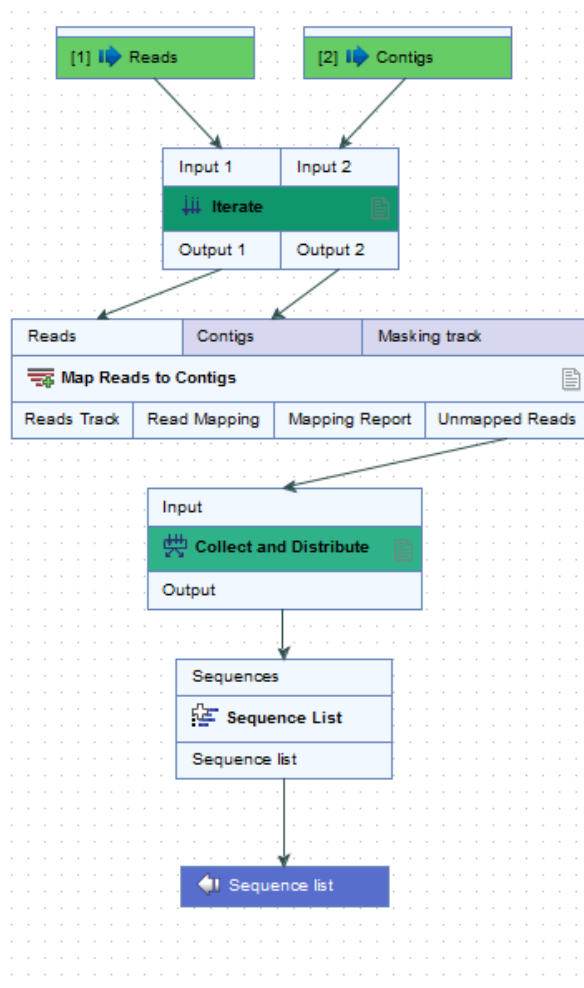 [1] Reads
[2] Contigs
Input 1 Input 2
Iterate
Output 1 Output 2
Reads Contigs Masking track
Map Reads to Contigs
Reads Track Read Mapping Mapping Report Unmapped Reads
Input
Collect and Distribute
Output
Sequences
Sequence List
Sequence list
Sequence list